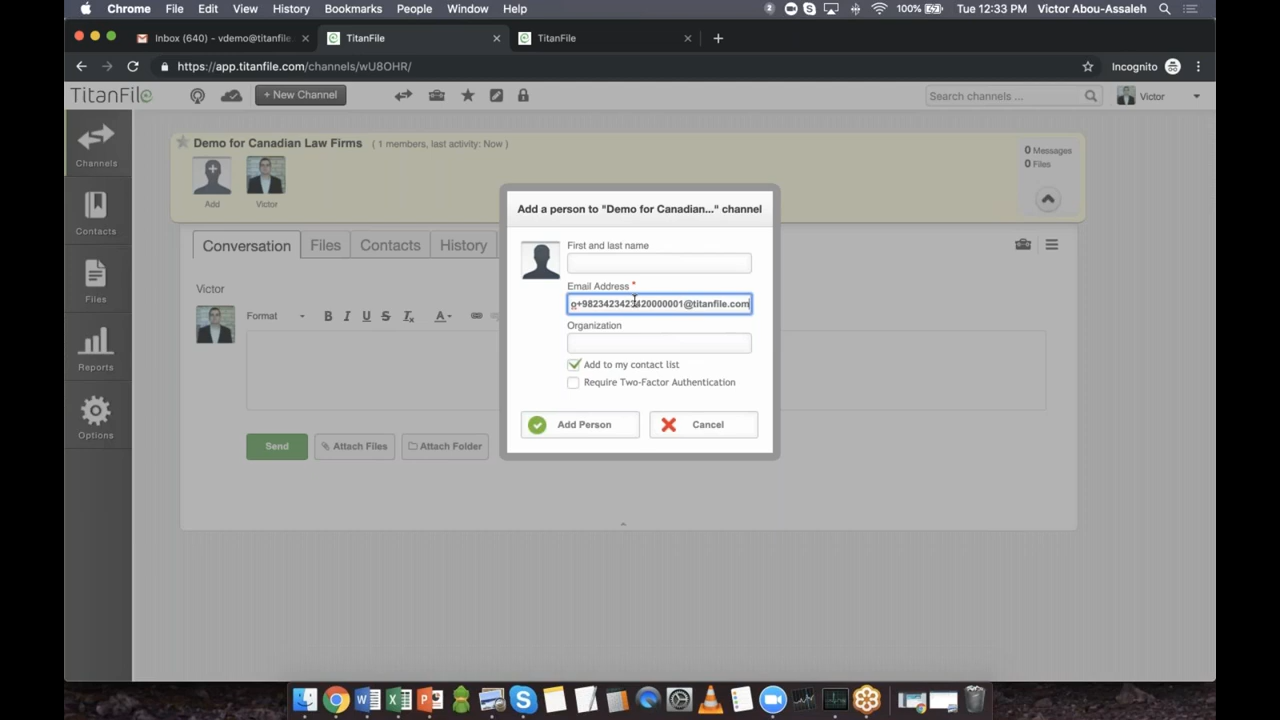 Chrome File Edit View History Bookmarks People Window Help 100% Tue 12:33 PM Victor Abou-Assaleh
Inbox (640) - vdemo@titanfile. TitanFile TitanFile
https://app.titanfile.com/channels/wU8OHR/ Incognito
TitanFile + New Channel Search channels ... Victor
Channels
Contacts
Files
Reports
Options
Demo for Canadian Law Firms ( 1 members, last activity: Now )
0 Messages
0 Files
Add Victor
Conversation Files Contacts History
Victor
Format B I U S Tx A
Send Attach Files Attach Folder
Add a person to "Demo for Canadian..." channel
First and last name
Email Address *
o+9823423423420000001@titanfile.com
Organization
Add to my contact list
Require Two-Factor Authentication
Add Person Cancel